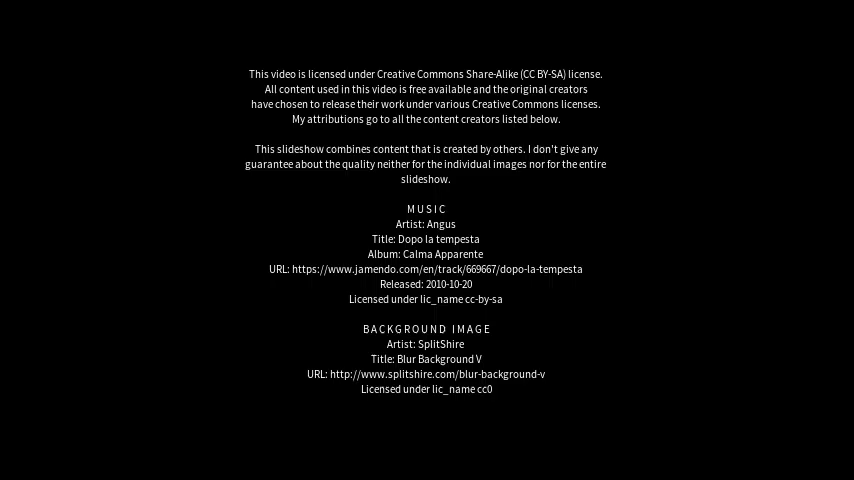 This video is licensed under Creative Commons Share-Alike (CC BY-SA) license.
All content used in this video is free available and the original creators
have chosen to release their work under various Creative Commons licenses.
My attributions go to all the content creators listed below.
This slideshow combines content that is created by others. I don't give any
guarantee about the quality neither for the individual images nor for the entire
slideshow.
MUSIC
Artist: Angus
Title: Dopo la tempesta
Album: Calma Apparente
URL: https://www.jamendo.com/en/track/669667/dopo-la-tempesta
Released: 2010-10-20
Licensed under lic_name cc-by-sa
BACKGROUND IMAGE
Artist: SplitShire
Title: Blur Background V
URL: http://www.splitshire.com/blur-background-v
Licensed under lic_name cc0